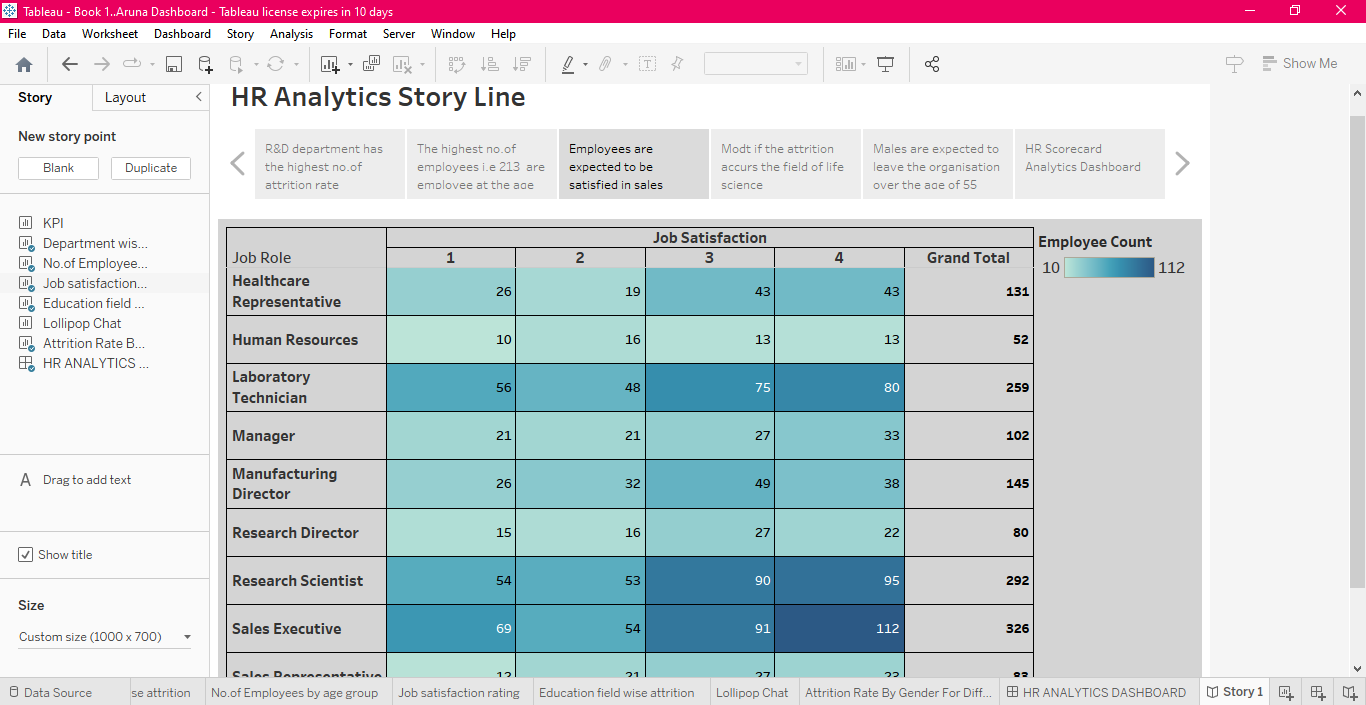 Tableau - Book 1..Aruna Dashboard - Tableau license expires in 10 days
File Data Worksheet Dashboard Story Analysis Format Server Window Help
Show Me
Story Layout
New story point
Blank Duplicate
KPI
Department wis...
No.of Employee...
Job satisfaction...
Education field ...
Lollipop Chat
Attrition Rate B...
HR ANALYTICS ...
A Drag to add text
Show title
Size
Custom size (1000 x 700)
HR Analytics Story Line
R&D department has
the highest no.of
attrition rate
The highest no.of
employees i.e 213 are
employee at the age
Employees are
expected to be
satisfied in sales
Modt if the attrition
accurs the field of life
science
Males are expected to
leave the organisation
over the age of 55
HR Scorecard
Analytics Dashboard
Job Satisfaction
Job Role 1 2 3 4 Grand Total
Healthcare
Representative 26 19 43 43 131
Human Resources 10 16 13 13 52
Laboratory
Technician 56 48 75 80 259
Manager 21 21 27 33 102
Manufacturing
Director 26 32 49 38 145
Research Director 15 16 27 22 80
Research Scientist 54 53 90 95 292
Sales Executive 69 54 91 112 326
Sales Representative 12 21 27 23 83
Employee Count
10 112
Data Source se attrition No.of Employees by age group Job satisfaction rating Education field wise attrition Lollipop Chat Attrition Rate By Gender For Diff... HR ANALYTICS DASHBOARD Story 1